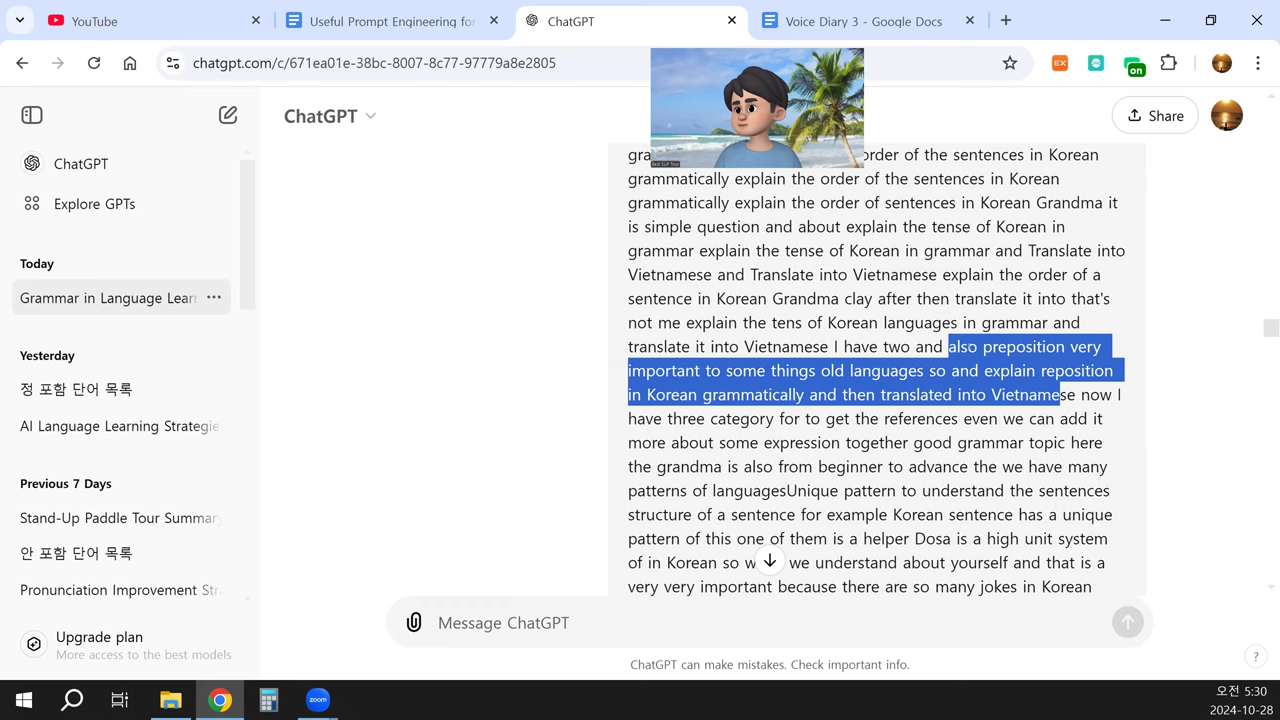 YouTube
Useful Prompt Engineering for
ChatGPT
Voice Diary 3 - Google Docs
chatgpt.com/c/671ea01e-38bc-8007-8c77-97779a8e2805
EX
on
ChatGPT
Share
ChatGPT
Explore GPTs
Today
Grammar in Language Lear
Yesterday
정 포함 단어 목록
AI Language Learning Strategie
Previous 7 Days
Stand-Up Paddle Tour Summar
안 포함 단어 목록
Pronunciation Improvement Str
Upgrade plan
More access to the best models
order of the sentences in Korean
grammatically explain the order of the sentences in Korean
grammatically explain the order of sentences in Korean Grandma it
is simple question and about explain the tense of Korean in
grammar explain the tense of Korean in grammar and Translate into
Vietnamese and Translate into Vietnamese explain the order of a
sentence in Korean Grandma clay after then translate it into that's
not me explain the tens of Korean languages in grammar and
translate it into Vietnamese I have two and also preposition very
important to some things old languages so and explain reposition
in Korean grammatically and then translated into Vietnamese now I
have three category for to get the references even we can add it
more about some expression together good grammar topic here
the grandma is also from beginner to advance the we have many
patterns of languagesUnique pattern to understand the sentences
structure of a sentence for example Korean sentence has a unique
pattern of this one of them is a helper Dosa is a high unit system
of in Korean so w we understand about yourself and that is a
very very important because there are so many jokes in Korean
Message ChatGPT
ChatGPT can make mistakes. Check important info.
?
zoom
오전 5:30
2024-10-28